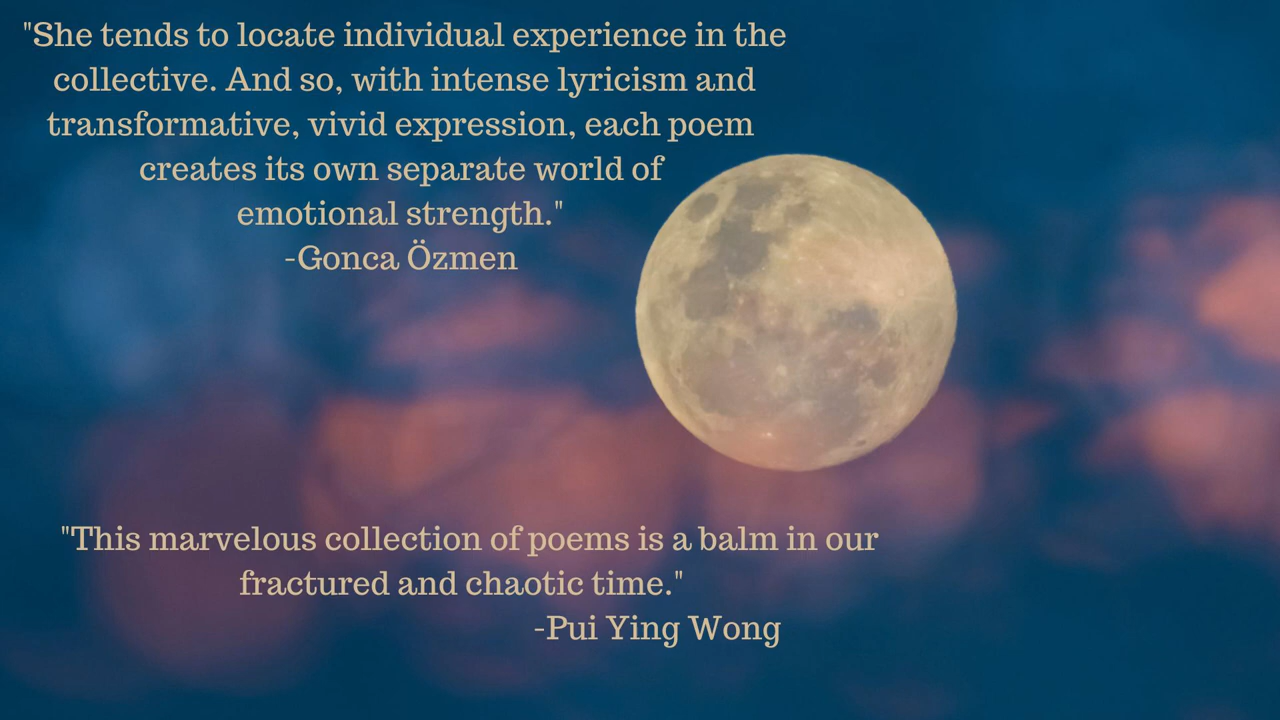 "She tends to locate individual experience in the
collective. And so, with intense lyricism and
transformative, vivid expression, each poem
creates its own separate world of
emotional strength."
-Gonca Özmen
"This marvelous collection of poems is a balm in our
fractured and chaotic time."
-Pui Ying Wong